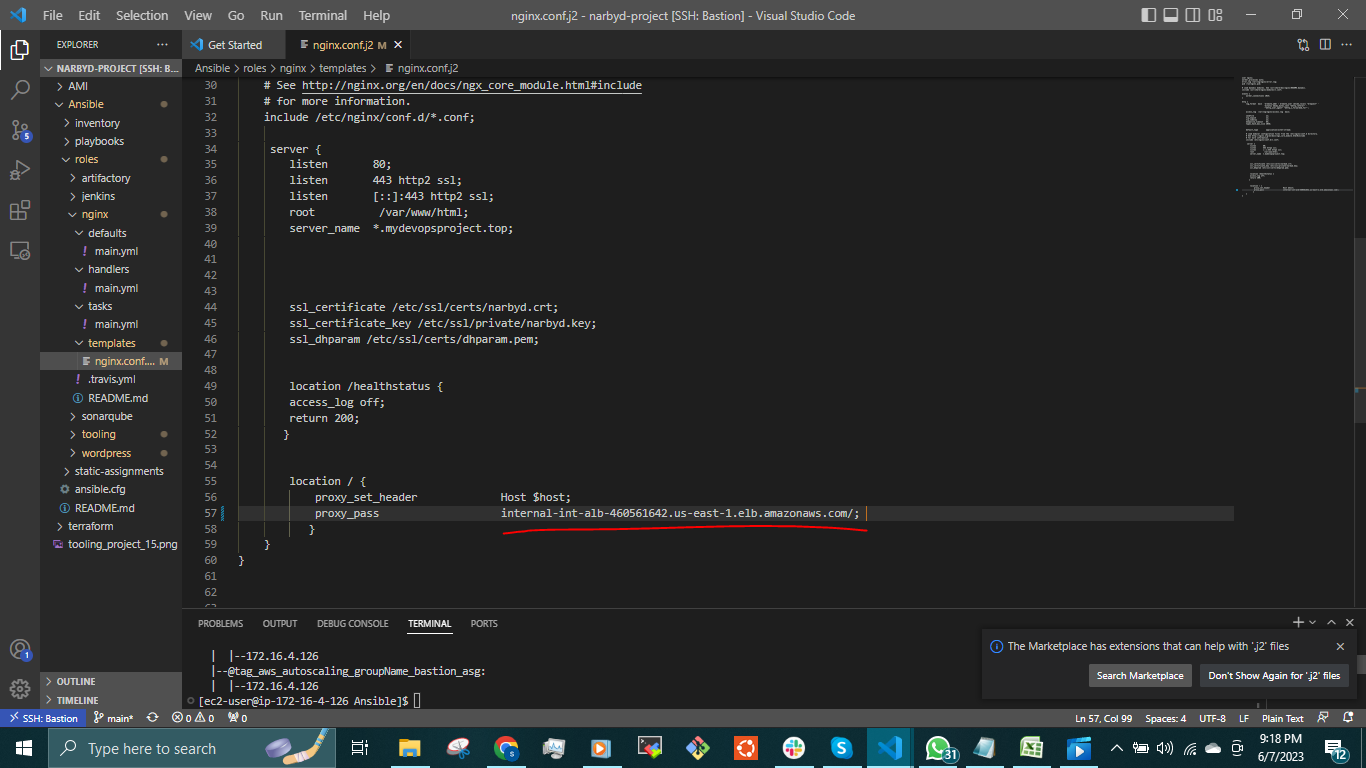 File Edit Selection View Go Run Terminal Help nginx.conf.j2 - narbyd-project [SSH: Bastion] - Visual Studio Code
EXPLORER ··· Get Started nginx.conf.j2 M
NARBYD-PROJECT [SSH: B...
AMI
Ansible
inventory
playbooks
roles
artifactory
jenkins
nginx
defaults
! main.yml
handlers
! main.yml
tasks
! main.yml
templates
nginx.conf.... M
! .travis.yml
README.md
sonarqube
tooling
wordpress
static-assignments
ansible.cfg
README.md
terraform
tooling_project_15.png
OUTLINE
TIMELINE
5
1
Ansible > roles > nginx > templates > nginx.conf.j2
30 # See http://nginx.org/en/docs/ngx_core_module.html#include
31 # for more information.
32 include /etc/nginx/conf.d/*.conf;
33
34 server {
35 listen 80;
36 listen 443 http2 ssl;
37 listen [::]:443 http2 ssl;
38 root /var/www/html;
39 server_name *.mydevopsproject.top;
40
41
42
43
44 ssl_certificate /etc/ssl/certs/narbyd.crt;
45 ssl_certificate_key /etc/ssl/private/narbyd.key;
46 ssl_dhparam /etc/ssl/certs/dhparam.pem;
47
48
49 location /healthstatus {
50 access_log off;
51 return 200;
52 }
53
54
55 location / {
56 proxy_set_header Host $host;
57 proxy_pass internal-int-alb-460561642.us-east-1.elb.amazonaws.com/;
58 }
59 }
60 }
61
62
PROBLEMS OUTPUT DEBUG CONSOLE TERMINAL PORTS
| |--172.16.4.126
|--@tag_aws_autoscaling_groupName_bastion_asg:
| |--172.16.4.126
[ec2-user@ip-172-16-4-126 Ansible]$
The Marketplace has extensions that can help with '.j2' files
Search Marketplace Don't Show Again for '.j2' files
SSH: Bastion main* 0 0 0 Ln 57, Col 99 Spaces: 4 UTF-8 LF Plain Text
Type here to search
31
9:18 PM
6/7/2023
12